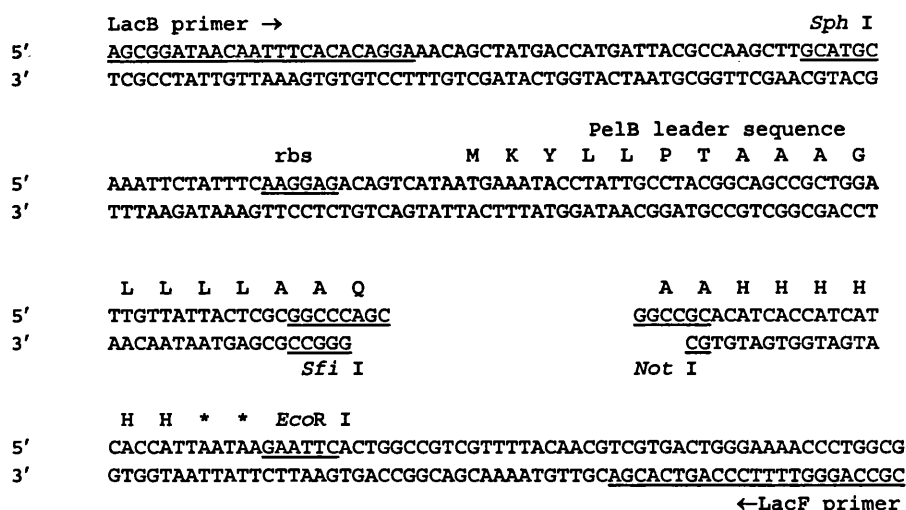 LacB primer → Sph I
5′ AGCGGATAACAATTTCACACAGGAAACAGCTATGACCATGATTACGCCAAGCTTGCATGC
3′ TCGCCTATTGTTAAAGTGTGTCCTTTGTCGATACTGGTACTAATGCGGTTCGAACGTACG
PelB leader sequence
rbs M K Y L L P T A A A G
5′ AAATTCTATTTCAAGGAGACAGTCATAATGAAATACCTATTGCCTACGGCAGCCGCTGGA
3′ TTTAAGATAAAGTTCCTCTGTCAGTATTACTTTATGGATAACGGATGCCGTCGGCGACCT
L L L L A A Q A A H H H H
5′ TTGTTATTACTCGCGGCCCAGC GGCCGCACATCACCATCAT
3′ AACAATAATGAGCGCCGGG CGTGTAGTGGTAGTA
Sfi I Not I
H H * * EcoR I
5′ CACCATTAATAAGAATTCACTGGCCGTCGTTTTACAACGTCGTGACTGGGAAAACCCTGGCG
3′ GTGGTAATTATTCTTAAGTGACCGGCAGCAAAATGTTGCAGCACTGACCCTTTTGGGACCGC
←LacF primer